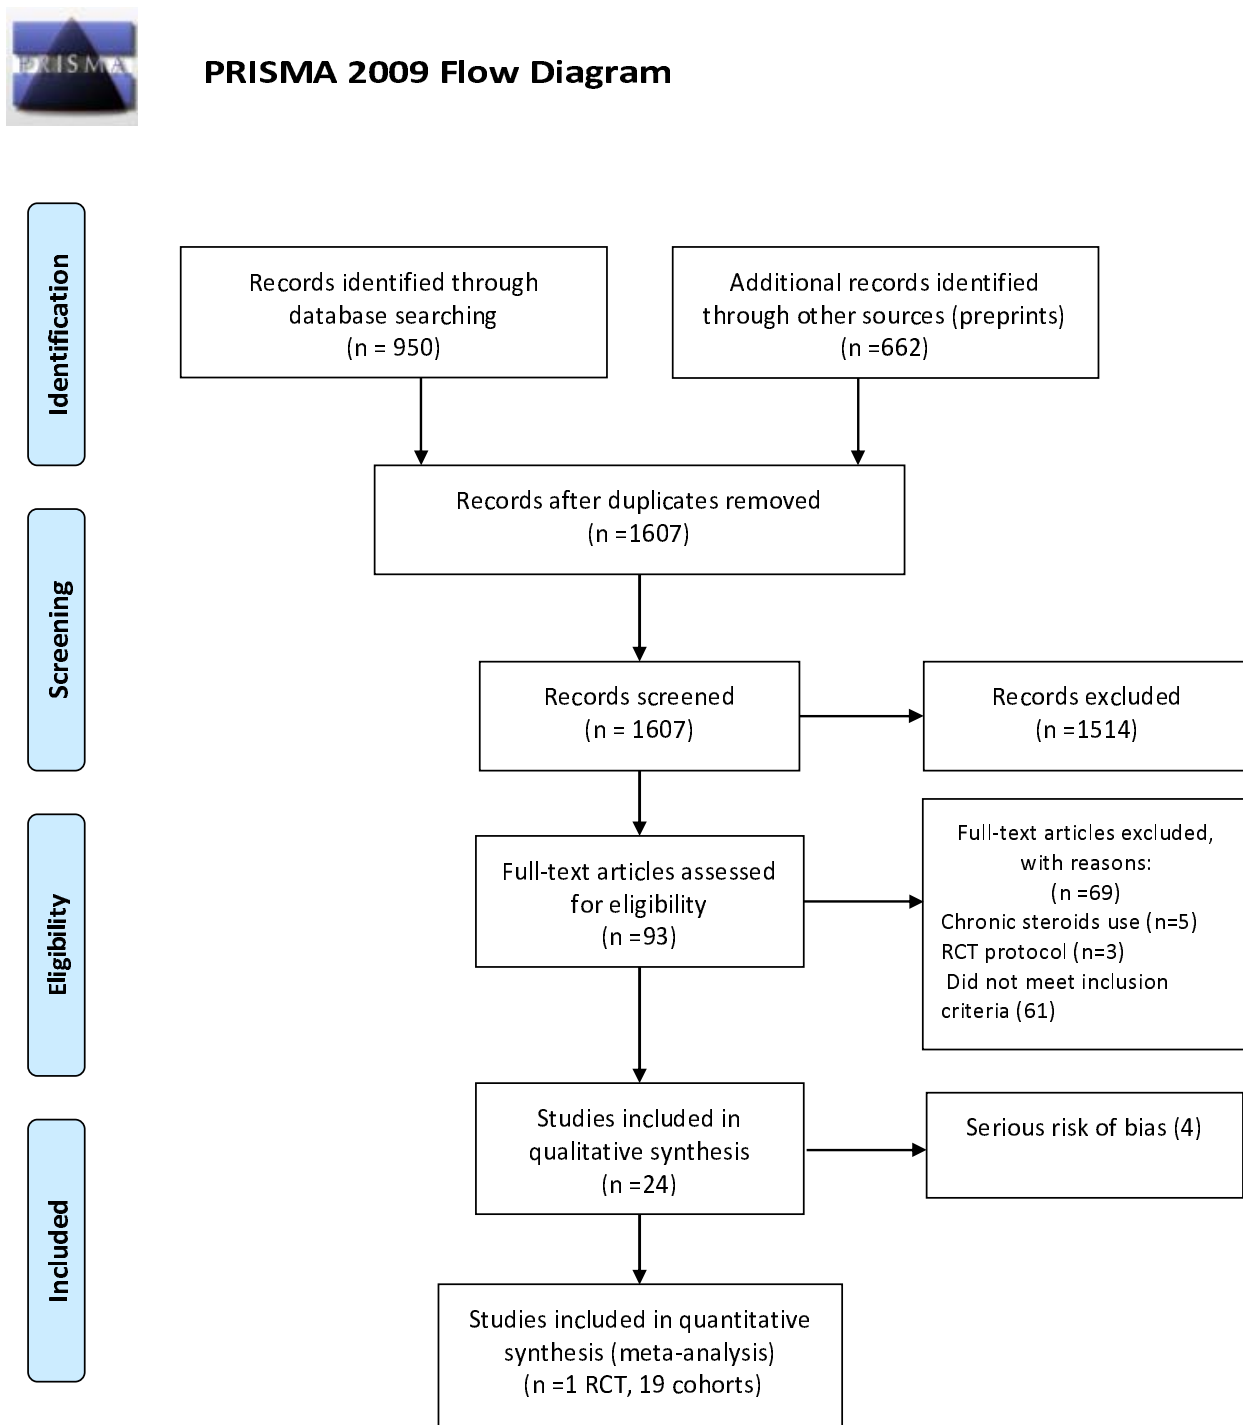 PRISMA
PRISMA 2009 Flow Diagram
Identification
Records identified through
database searching
(n = 950)
Additional records identified
through other sources (preprints)
(n =662)
Records after duplicates removed
(n =1607)
Screening
Records screened
(n = 1607)
Records excluded
(n =1514)
Eligibility
Full-text articles assessed
for eligibility
(n =93)
Full-text articles excluded,
with reasons:
(n =69)
Chronic steroids use (n=5)
RCT protocol (n=3)
Did not meet inclusion
criteria (61)
Included
Studies included in
qualitative synthesis
(n =24)
Serious risk of bias (4)
Studies included in quantitative
synthesis (meta-analysis)
(n =1 RCT, 19 cohorts)